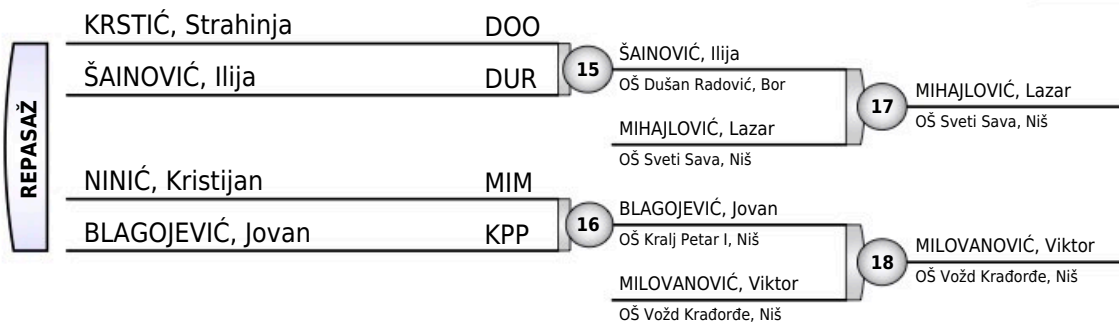 REPASAŽ
KRSTIĆ, Strahinja DOO
ŠAINOVIĆ, Ilija DUR
15
ŠAINOVIĆ, Ilija
OŠ Dušan Radović, Bor
MIHAJLOVIĆ, Lazar
OŠ Sveti Sava, Niš
17
MIHAJLOVIĆ, Lazar
OŠ Sveti Sava, Niš
NINIĆ, Kristijan MIM
BLAGOJEVIĆ, Jovan KPP
16
BLAGOJEVIĆ, Jovan
OŠ Kralj Petar I, Niš
MILOVANOVIĆ, Viktor
OŠ Vožd Krađorđe, Niš
18
MILOVANOVIĆ, Viktor
OŠ Vožd Krađorđe, Niš